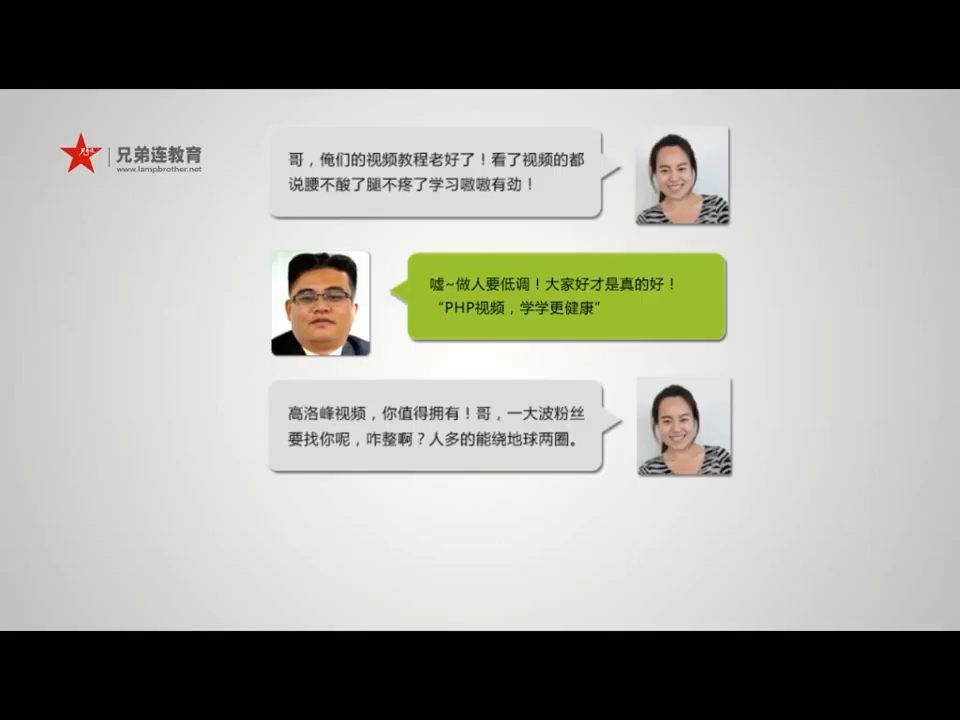 兄弟连教育
www.lampbrother.net
哥，俺们的视频教程老好了！看了视频的都
说腰不酸了腿不疼了学习嗷嗷有劲！
嘘~做人要低调！大家好才是真的好！
“PHP视频，学学更健康”
高洛峰视频，你值得拥有！哥，一大波粉丝
要找你呢，咋整啊？人多的能绕地球两圈。